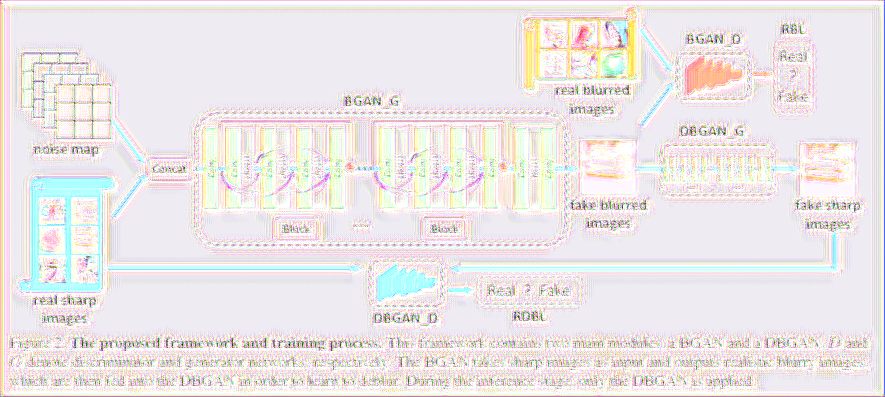 BGAN_D
RBL
Real
?
Fake
real blurred
images
BGAN_G
noise map
Concat
DBGAN_G
fake blurred
images
fake sharp
images
Block
Block
real sharp
images
DBGAN_D
Real ? Fake
RDBL
Figure 2. The proposed framework and training process. This framework contains two main modules, a BGAN and a DBGAN. D and
G denote discriminator and generator networks, respectively. The BGAN takes sharp images as input and outputs realistic blurry images,
which are then fed into the DBGAN in order to learn to deblur. During the inference stage, only the DBGAN is applied.